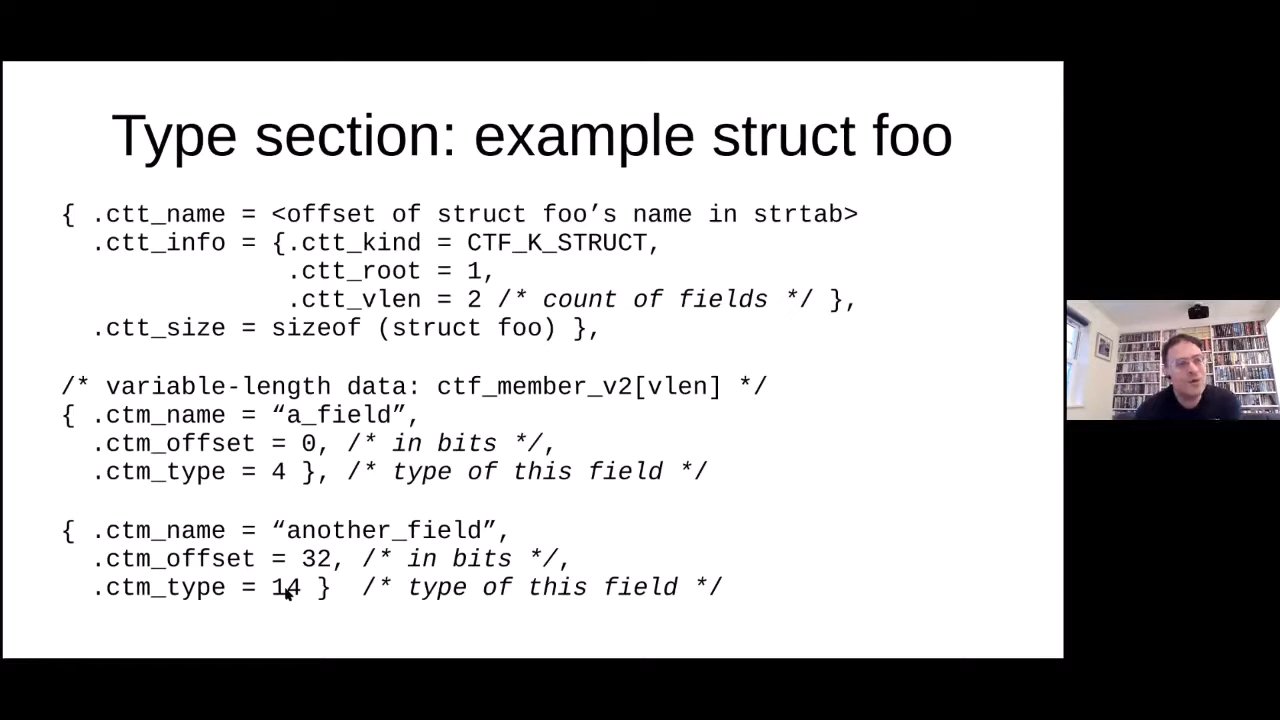 Type section: example struct foo
{ .ctt_name = <offset of struct foo’s name in strtab>
.ctt_info = {.ctt_kind = CTF_K_STRUCT,
.ctt_root = 1,
.ctt_vlen = 2 /* count of fields */ },
.ctt_size = sizeof (struct foo) },
/* variable-length data: ctf_member_v2[vlen] */
{ .ctm_name = “a_field”,
.ctm_offset = 0, /* in bits */,
.ctm_type = 4 }, /* type of this field */
{ .ctm_name = “another_field”,
.ctm_offset = 32, /* in bits */,
.ctm_type = 14 } /* type of this field */